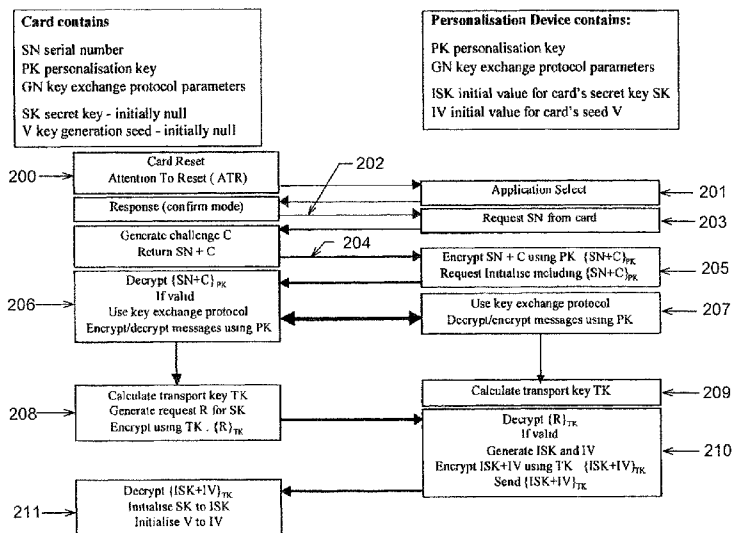 Card contains
SN serial number
PK personalisation key
GN key exchange protocol parameters
SK secret key - initially null
V key generation seed - initially null
Personalisation Device contains:
PK personalisation key
GN key exchange protocol parameters
ISK initial value for card's secret key SK
IV initial value for card's seed V
200
Card Reset
Attention To Reset ( ATR)
202
Application Select
201
Response (confirm mode)
Request SN from card
203
Generate challenge C
Return SN + C
204
Encrypt SN + C using PK {SN+C}PK
Request Initialise including {SN+C}PK
205
206
Decrypt {SN+C}PK
If valid
Use key exchange protocol
Encrypt/decrypt messages using PK
Use key exchange protocol
Decrypt/encrypt messages using PK
207
208
Calculate transport key TK
Generate request R for SK
Encrypt using TK . {R}TK
Calculate transport key TK
209
Decrypt {R}TK
If valid
Generate ISK and IV
Encrypt ISK+IV using TK {ISK+IV}TK
Send {ISK+IV}TK
210
211
Decrypt {ISK+IV}TK
Initialise SK to ISK
Initialise V to IV